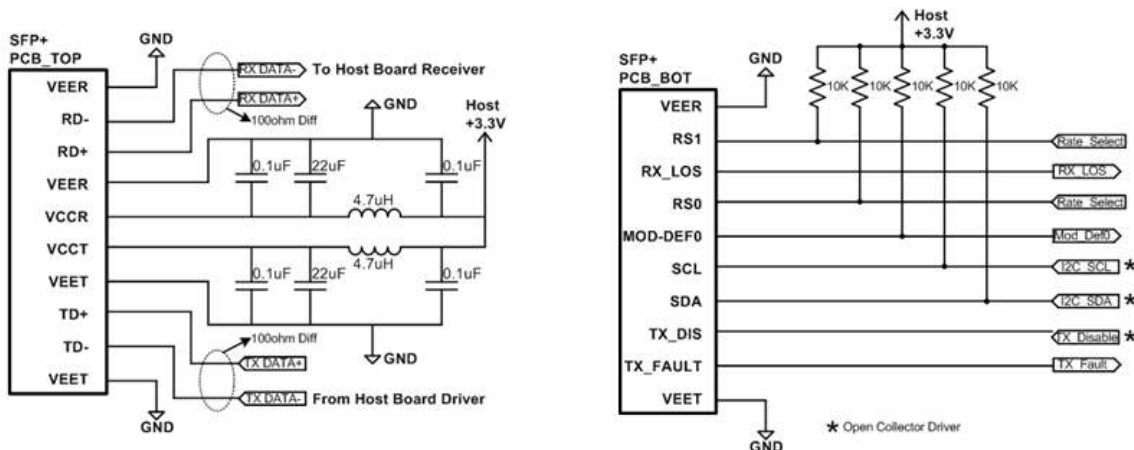 SFP+
PCB_TOP
GND
VEER
RD-
RD+
VEER
VCCR
VCCT
VEET
TD+
TD-
VEET
RX DATA-
To Host Board Receiver
RX DATA+
100ohm Diff
GND
Host
+3.3V
0.1uF
22uF
0.1uF
4.7uH
4.7uH
0.1uF
22uF
0.1uF
100ohm Diff
GND
TX DATA+
TX DATA-
From Host Board Driver
GND
Host
+3.3V
SFP+
PCB_BOT
GND
10K
10K
10K
10K
10K
VEER
RS1
Rate_Select
RX_LOS
RX_LOS
RS0
Rate_Select
MOD-DEF0
Mod_Def0
SCL
I2C_SCL *
SDA
I2C_SDA *
TX_DIS
TX_Disable *
TX_FAULT
TX_Fault
VEET
GND
* Open Collector Driver